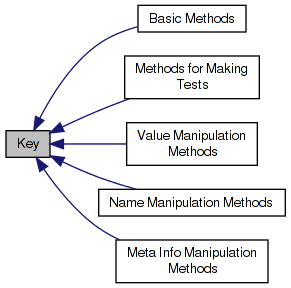 Basic Methods
Methods for Making
Tests
Key
Value Manipulation
Methods
Name Manipulation Methods
Meta Info Manipulation
Methods